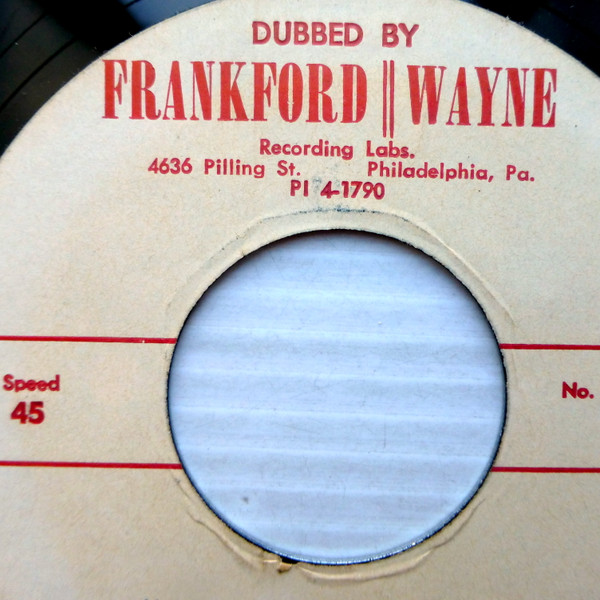 DUBBED BY
FRANKFORD || WAYNE
Recording Labs.
4636 Pilling St. Philadelphia, Pa.
PI 4-1790
Speed No.
45